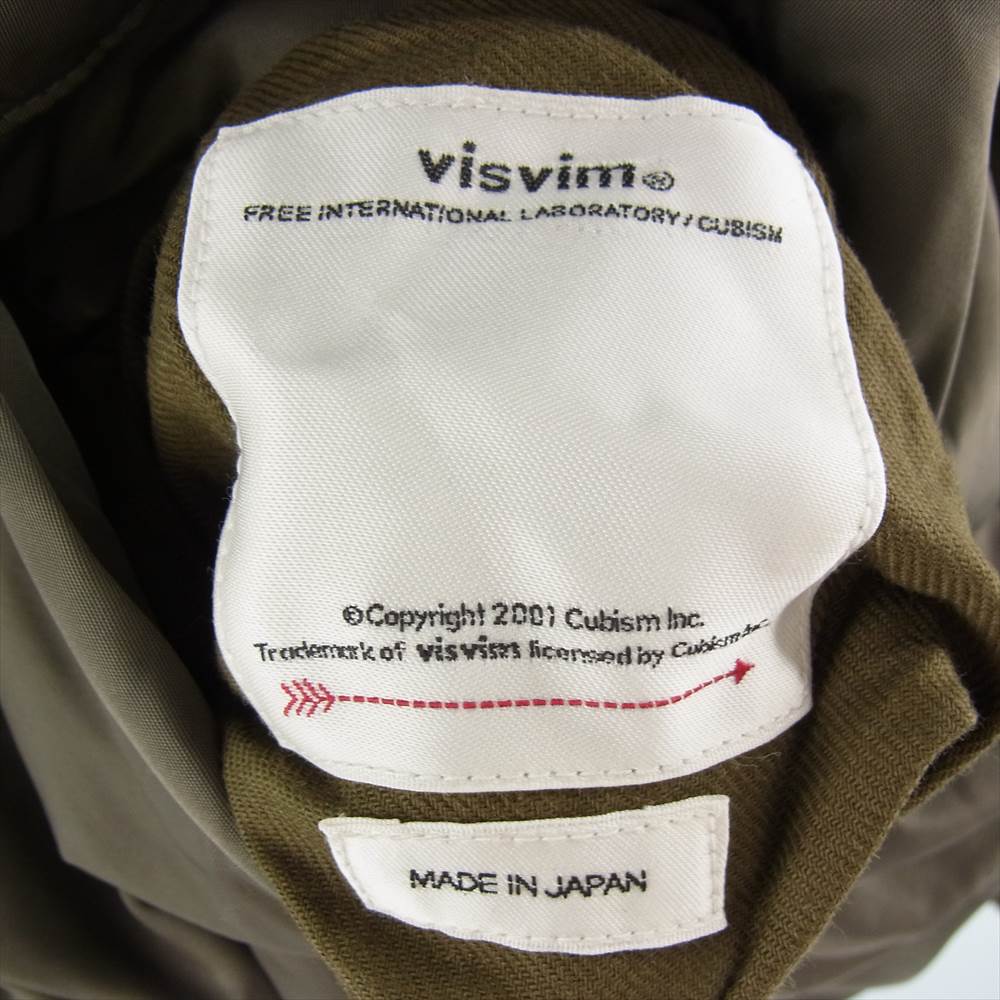 visvim®
FREE INTERNATIONAL LABORATORY / CUBISM
©Copyright 2001 Cubism Inc.
Trademark of visvim licensed by Cubism Inc.
MADE IN JAPAN